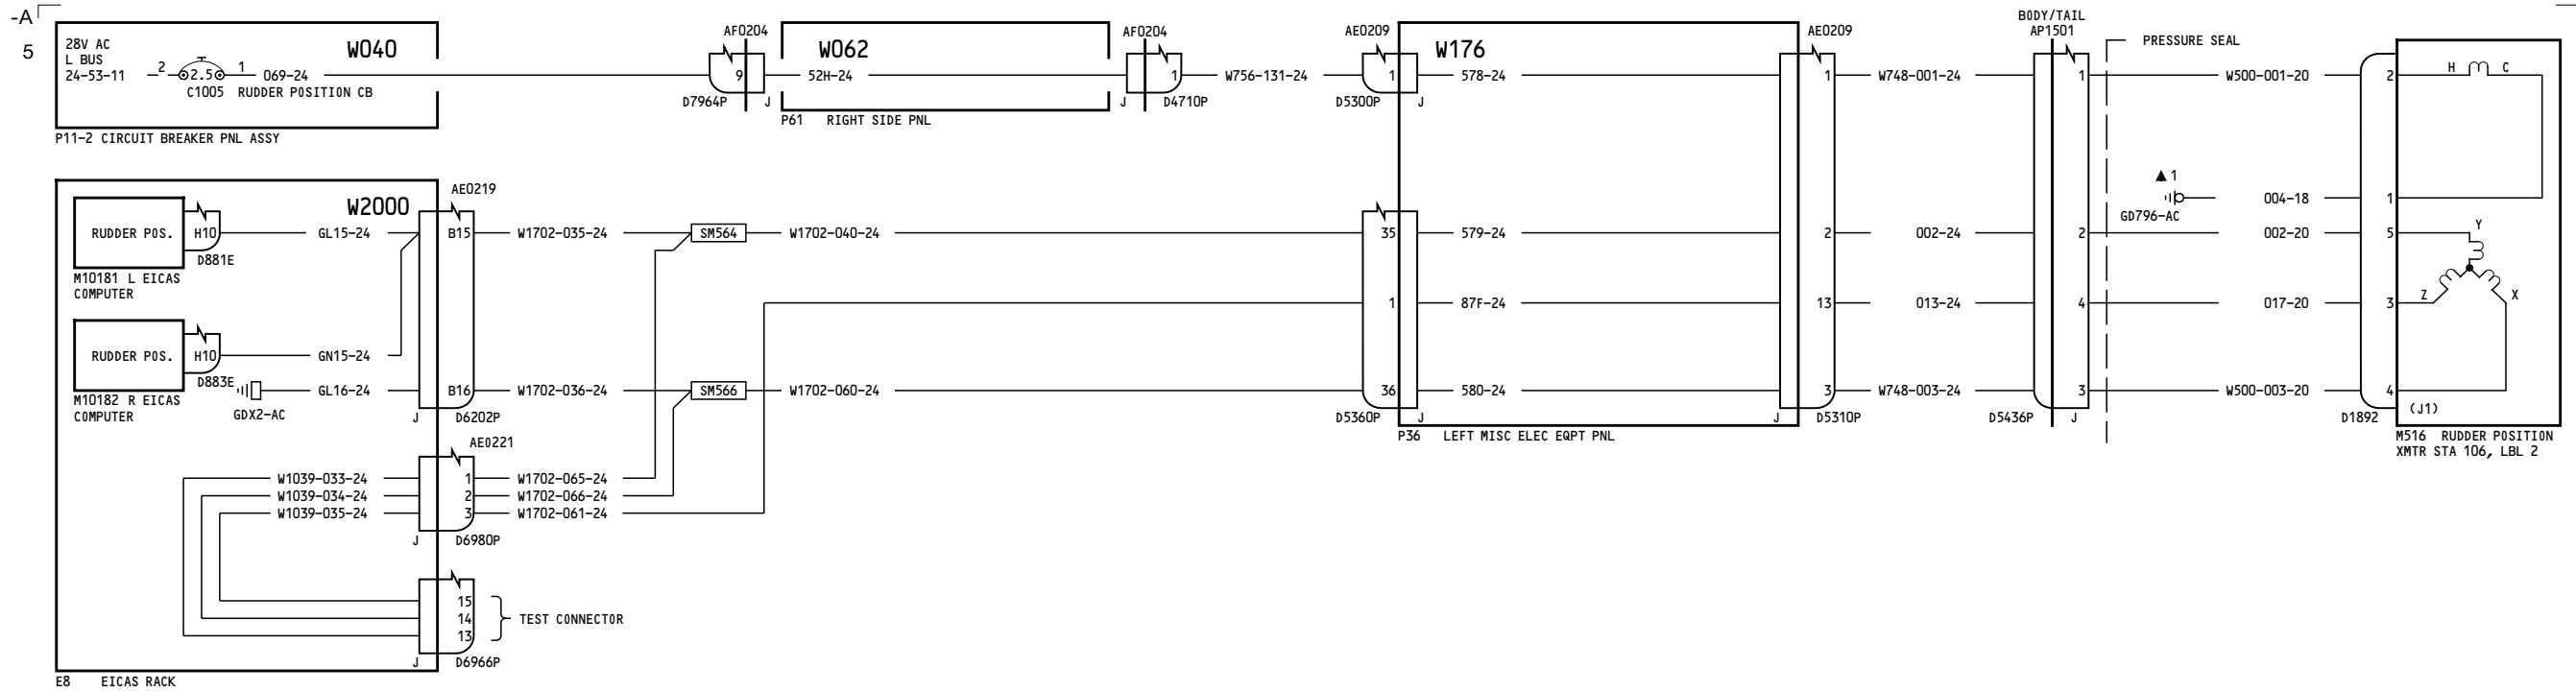 -A
5
28V AC
L BUS
24-53-11
2
2.5
1
069-24
C1005 RUDDER POSITION CB
W040
P11-2 CIRCUIT BREAKER PNL ASSY
AF0204
9
D7964P
J
W062
52H-24
P61 RIGHT SIDE PNL
AF0204
1
J
D4710P
W756-131-24
AE0209
1
D5300P
J
W176
578-24
AE0209
1
W748-001-24
BODY/TAIL
AP1501
1
PRESSURE SEAL
W500-001-20
2
H C
▲ 1
GD796-AC
004-18
1
W2000
AE0219
RUDDER POS.
H10
D881E
M10181 L EICAS
COMPUTER
GL15-24
B15
W1702-035-24
SM564
W1702-040-24
35
579-24
2
002-24
2
002-20
5
Y
1
87F-24
13
013-24
4
017-20
3
Z
X
RUDDER POS.
H10
D883E
M10182 R EICAS
COMPUTER
GN15-24
GDX2-AC
GL16-24
B16
J
D6202P
W1702-036-24
SM566
W1702-060-24
36
D5360P
J
580-24
3
J
D5310P
W748-003-24
3
D5436P
J
W500-003-20
4
D1892
(J1)
P36 LEFT MISC ELEC EQPT PNL
M516 RUDDER POSITION
XMTR STA 106, LBL 2
AE0221
W1039-033-24
1
W1702-065-24
W1039-034-24
2
W1702-066-24
W1039-035-24
3
W1702-061-24
J
D6980P
15
14
13
TEST CONNECTOR
J
D6966P
E8 EICAS RACK